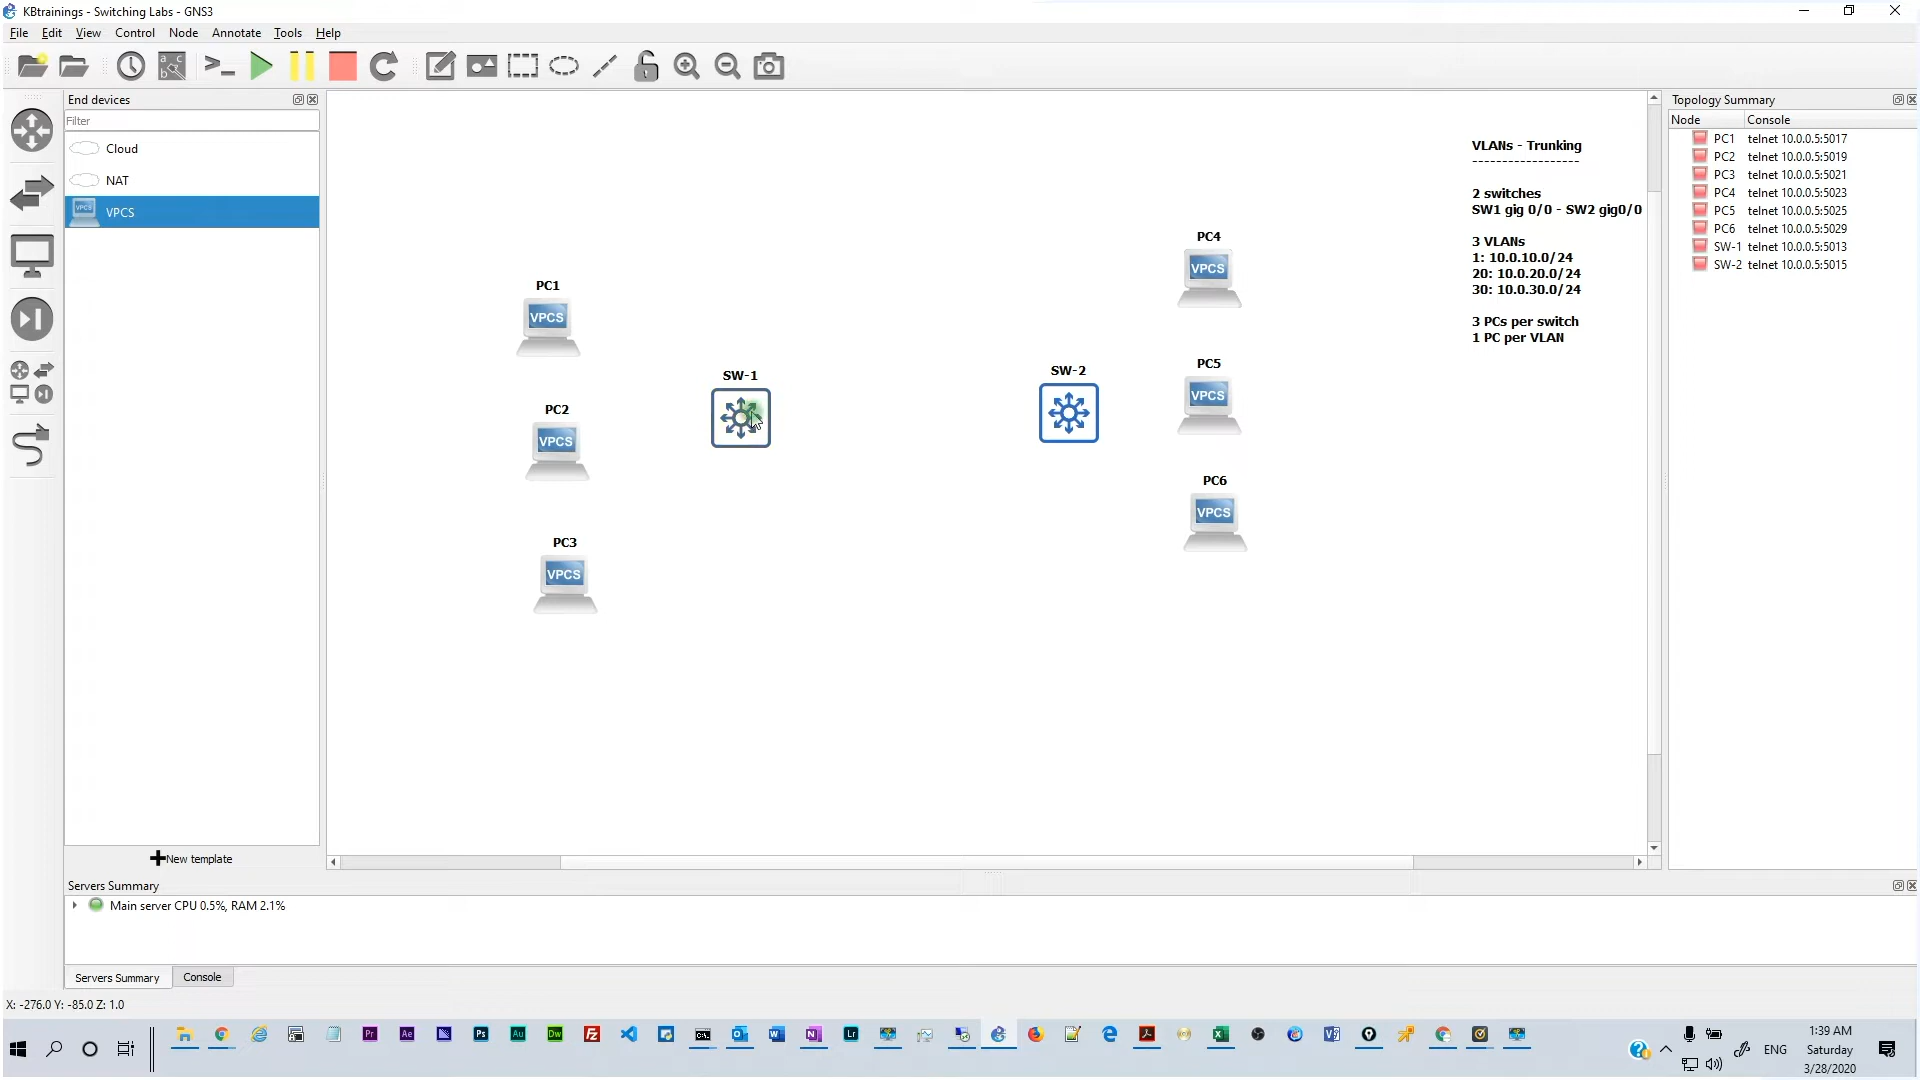 KBtrainings - Switching Labs - GNS3
File Edit View Control Node Annotate Tools Help
End devices
Filter
Cloud
NAT
VPCS
VPCS
New template
PC1
VPCS
PC2
VPCS
PC3
VPCS
SW-1
SW-2
PC4
VPCS
PC5
VPCS
PC6
VPCS
VLANs - Trunking
------------------
2 switches
SW1 gig 0/0 - SW2 gig0/0
3 VLANs
1: 10.0.10.0/24
20: 10.0.20.0/24
30: 10.0.30.0/24
3 PCs per switch
1 PC per VLAN
Topology Summary
Node Console
PC1 telnet 10.0.0.5:5017
PC2 telnet 10.0.0.5:5019
PC3 telnet 10.0.0.5:5021
PC4 telnet 10.0.0.5:5023
PC5 telnet 10.0.0.5:5025
PC6 telnet 10.0.0.5:5029
SW-1 telnet 10.0.0.5:5013
SW-2 telnet 10.0.0.5:5015
Servers Summary
Main server CPU 0.5%, RAM 2.1%
Servers Summary Console
X: -276.0 Y: -85.0 Z: 1.0
Pr Ae Ps Au Dw Fz Lr
ENG
1:39 AM
Saturday
3/28/2020